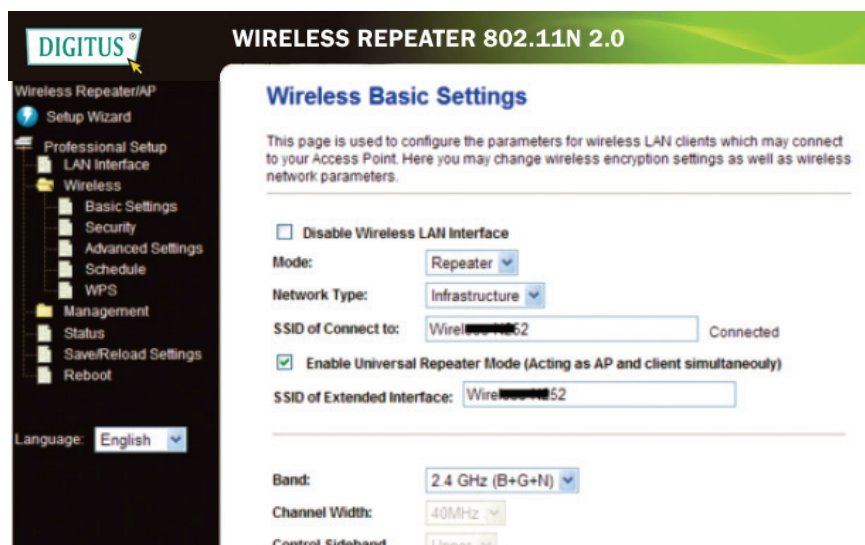 DIGITUS®
WIRELESS REPEATER 802.11N 2.0
Wireless Repeater/AP
Setup Wizard
Professional Setup
LAN Interface
Wireless
Basic Settings
Security
Advanced Settings
Schedule
WPS
Management
Status
Save/Reload Settings
Reboot
Language: English
Wireless Basic Settings
This page is used to configure the parameters for wireless LAN clients which may connect
to your Access Point. Here you may change wireless encryption settings as well as wireless
network parameters.
Disable Wireless LAN Interface
Mode: Repeater
Network Type: Infrastructure
SSID of Connect to: Connected
Enable Universal Repeater Mode (Acting as AP and client simultaneouly)
SSID of Extended Interface:
Band: 2.4 GHz (B+G+N)
Channel Width: 40MHz
Control Sideband Upper